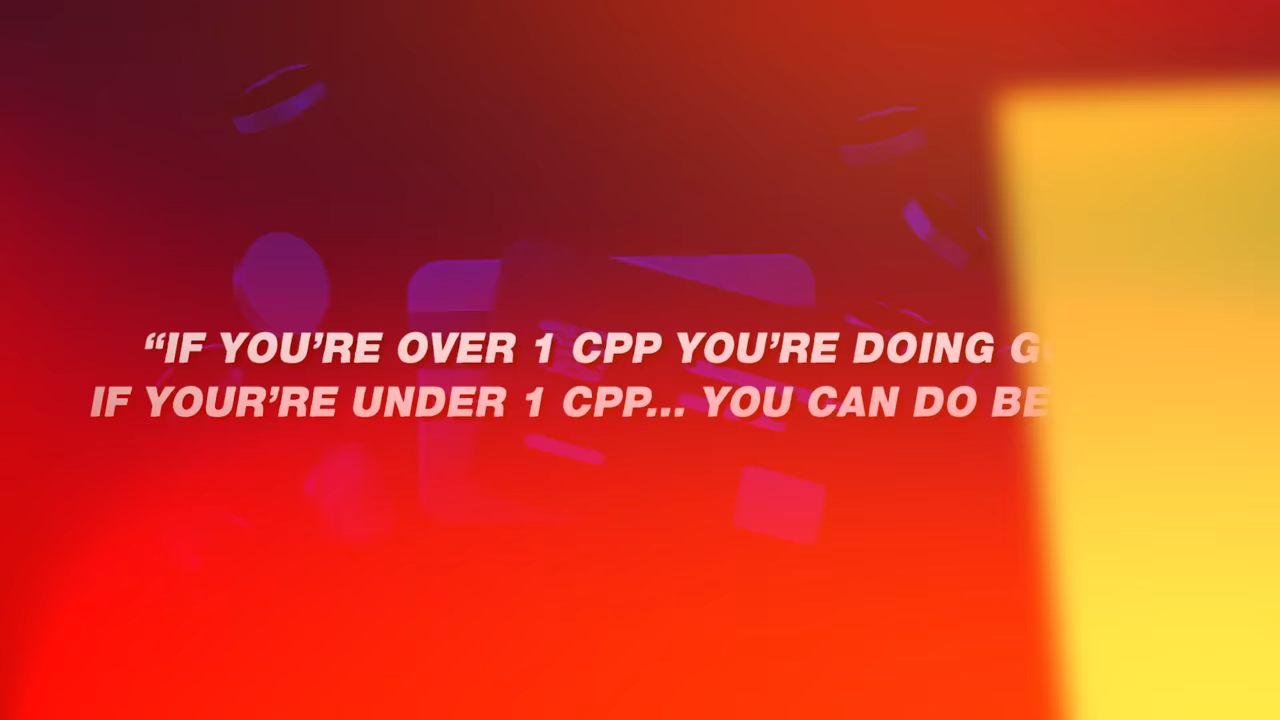 “IF YOU’RE OVER 1 CPP YOU’RE DOING
IF YOUR’RE UNDER 1 CPP... YOU CAN DO